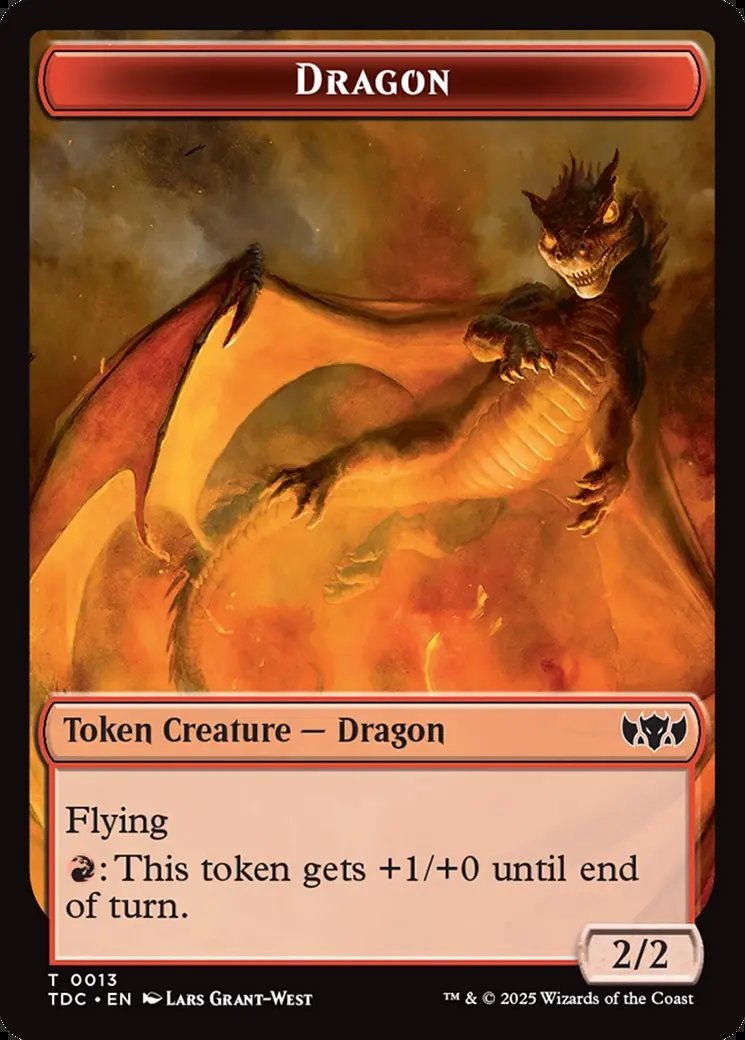 Dragon
Token Creature — Dragon
Flying
: This token gets +1/+0 until end
of turn.
2/2
T 0013
TDC • EN Lars Grant-West
™ & © 2025 Wizards of the Coast